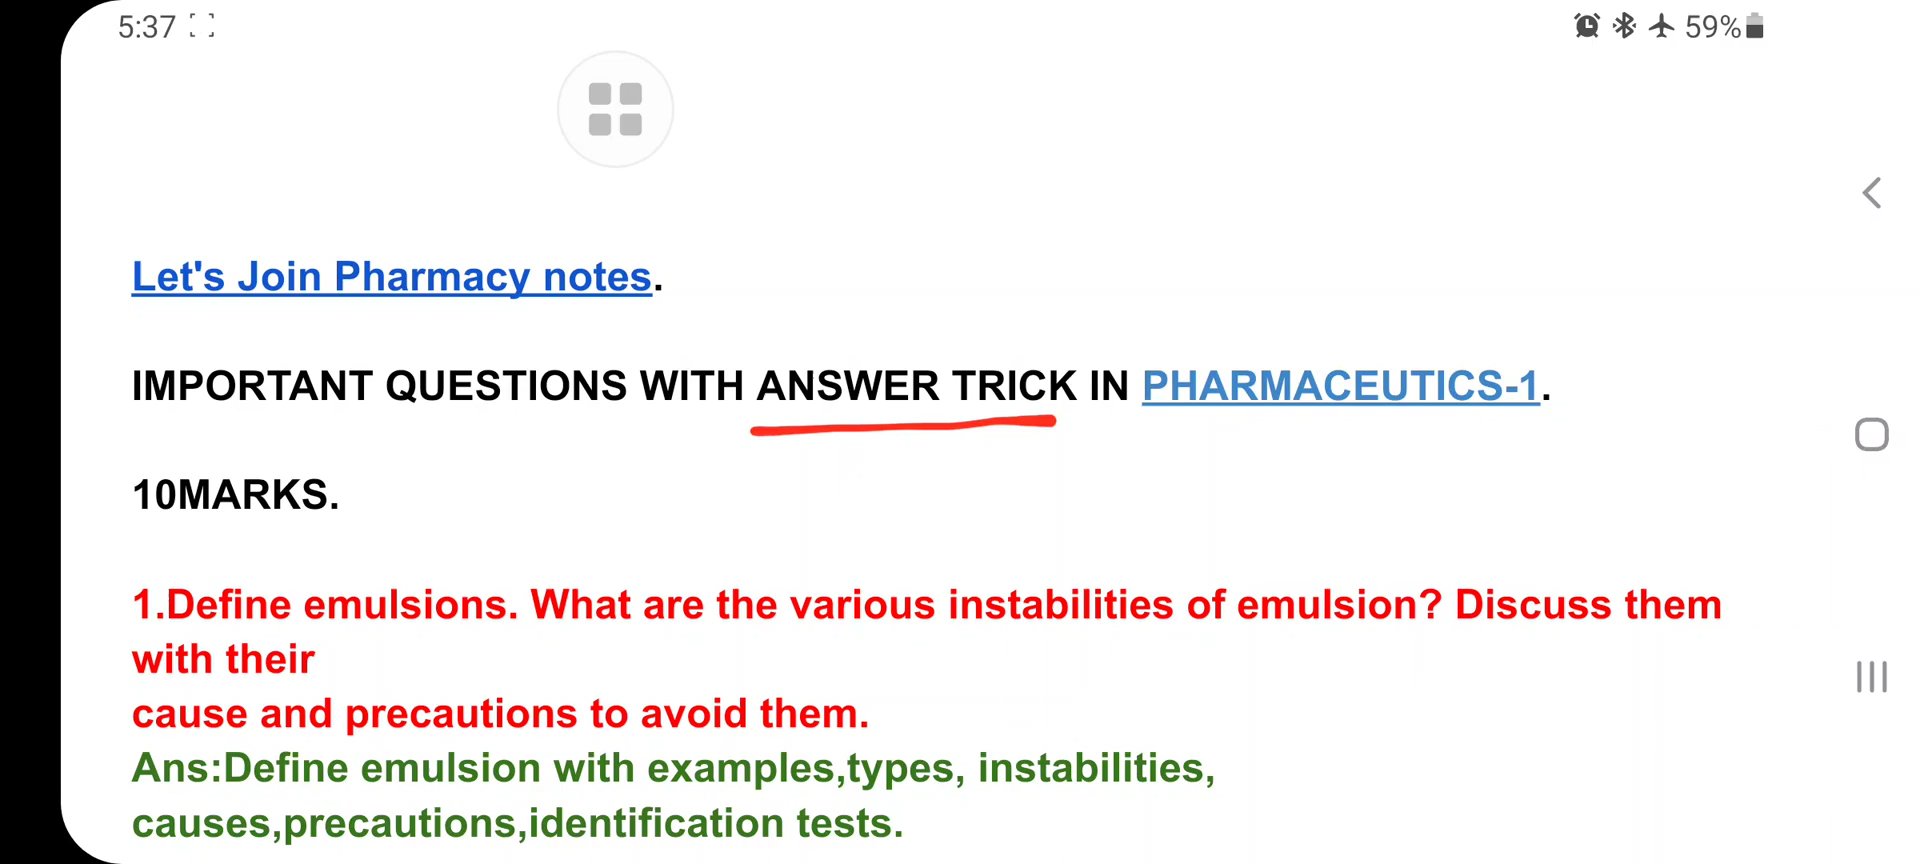 5:37
59%
Let's Join Pharmacy notes.
IMPORTANT QUESTIONS WITH ANSWER TRICK IN PHARMACEUTICS-1.
10MARKS.
1.Define emulsions. What are the various instabilities of emulsion? Discuss them
with their
cause and precautions to avoid them.
Ans:Define emulsion with examples,types, instabilities,
causes,precautions,identification tests.